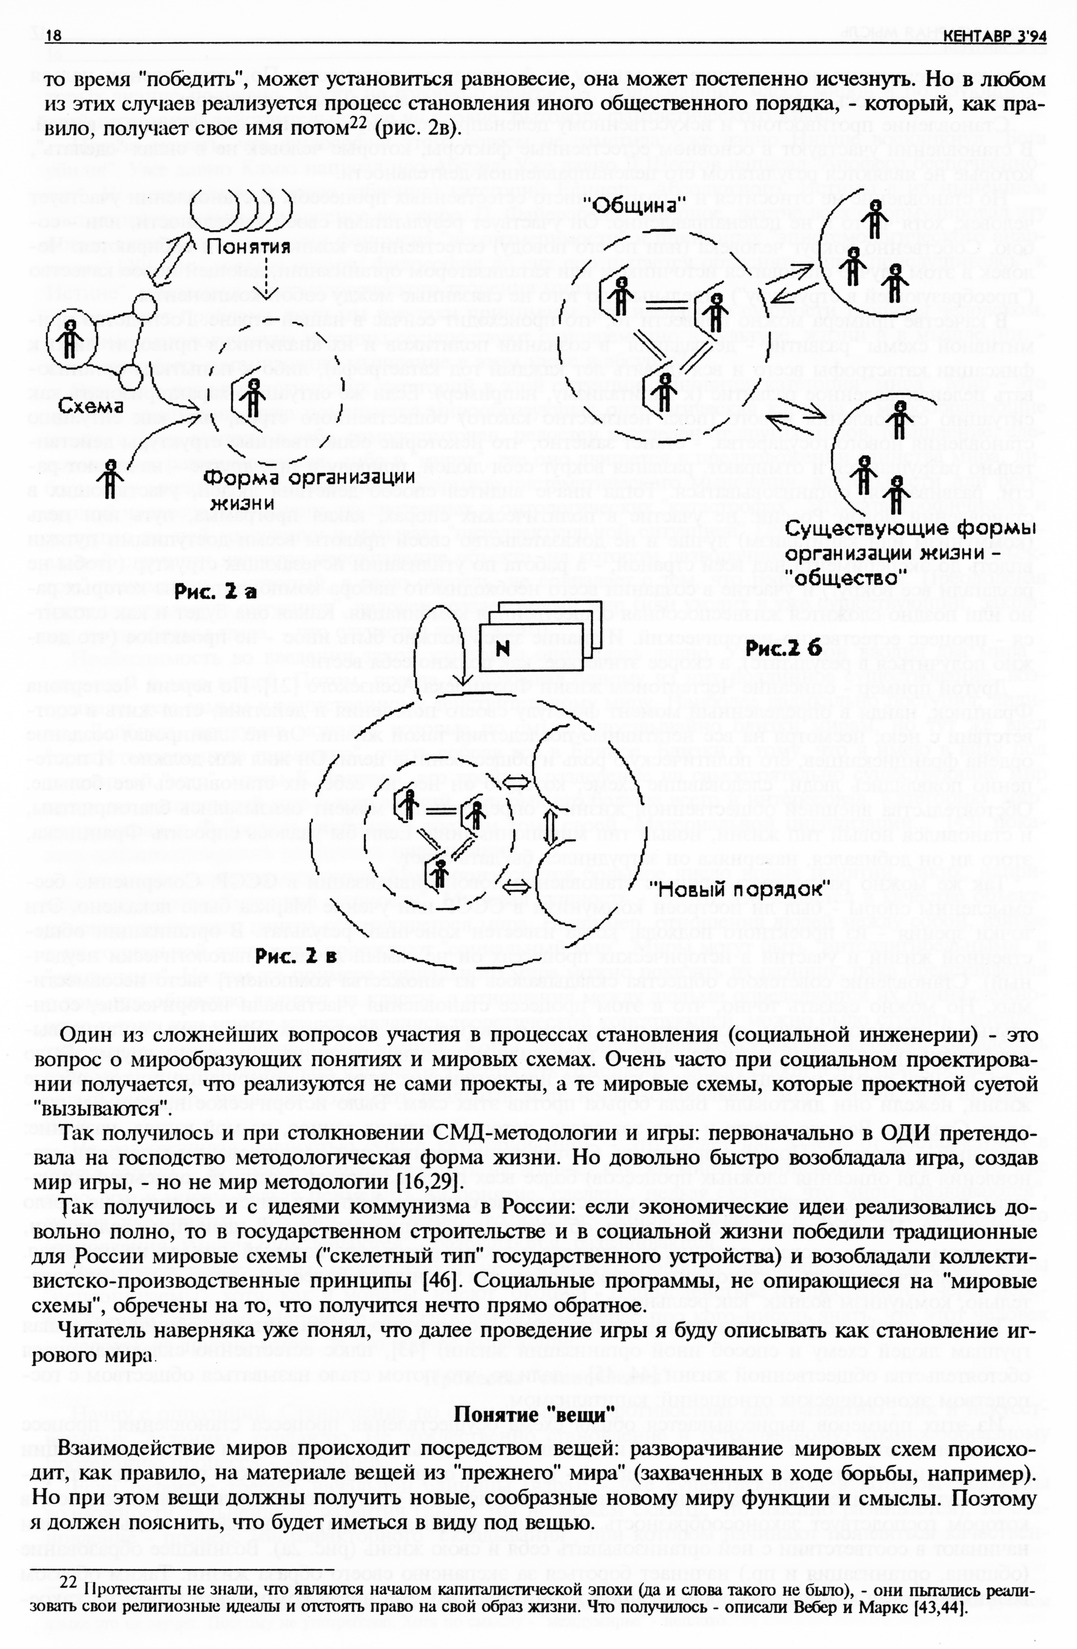 18 КЕНТАВР 3'94
то время "победить", может установиться равновесие, она может постепенно исчезнуть. Но в любом
из этих случаев реализуется процесс становления иного общественного порядка, - который, как пра-
вило, получает свое имя потом22 (рис. 2в).
Понятия
Схема
Форма организации
жизни
Рис. 2 а
"Община"
Существующие формы
организации жизни -
"общество"
Рис.2 б
N
"Новый порядок"
Рис. 2 в
Один из сложнейших вопросов участия в процессах становления (социальной инженерии) - это
вопрос о мирообразующих понятиях и мировых схемах. Очень часто при социальном проектирова-
нии получается, что реализуются не сами проекты, а те мировые схемы, которые проектной суетой
"вызываются".
Так получилось и при столкновении СМД-методологии и игры: первоначально в ОДИ претендо-
вала на господство методологическая форма жизни. Но довольно быстро возобладала игра, создав
мир игры, - но не мир методологии [16,29].
Так получилось и с идеями коммунизма в России: если экономические идеи реализовались до-
вольно полно, то в государственном строительстве и в социальной жизни победили традиционные
для России мировые схемы ("скелетный тип" государственного устройства) и возобладали коллекти-
вистско-производственные принципы [46]. Социальные программы, не опирающиеся на "мировые
схемы", обречены на то, что получится нечто прямо обратное.
Читатель наверняка уже понял, что далее проведение игры я буду описывать как становление иг-
рового мира.
Понятие "вещи"
Взаимодействие миров происходит посредством вещей: разворачивание мировых схем происхо-
дит, как правило, на материале вещей из "прежнего" мира" (захваченных в ходе борьбы, например).
Но при этом вещи должны получить новые, сообразные новому миру функции и смыслы. Поэтому
я должен пояснить, что будет иметься в виду под вещью.
22 Протестанты не знали, что являются началом капиталистической эпохи (да и слова такого не было), - они пытались реали-
зовать свои религиозные идеалы и отстоять право на свой образ жизни. Что получилось - описали Вебер и Маркс [43,44].